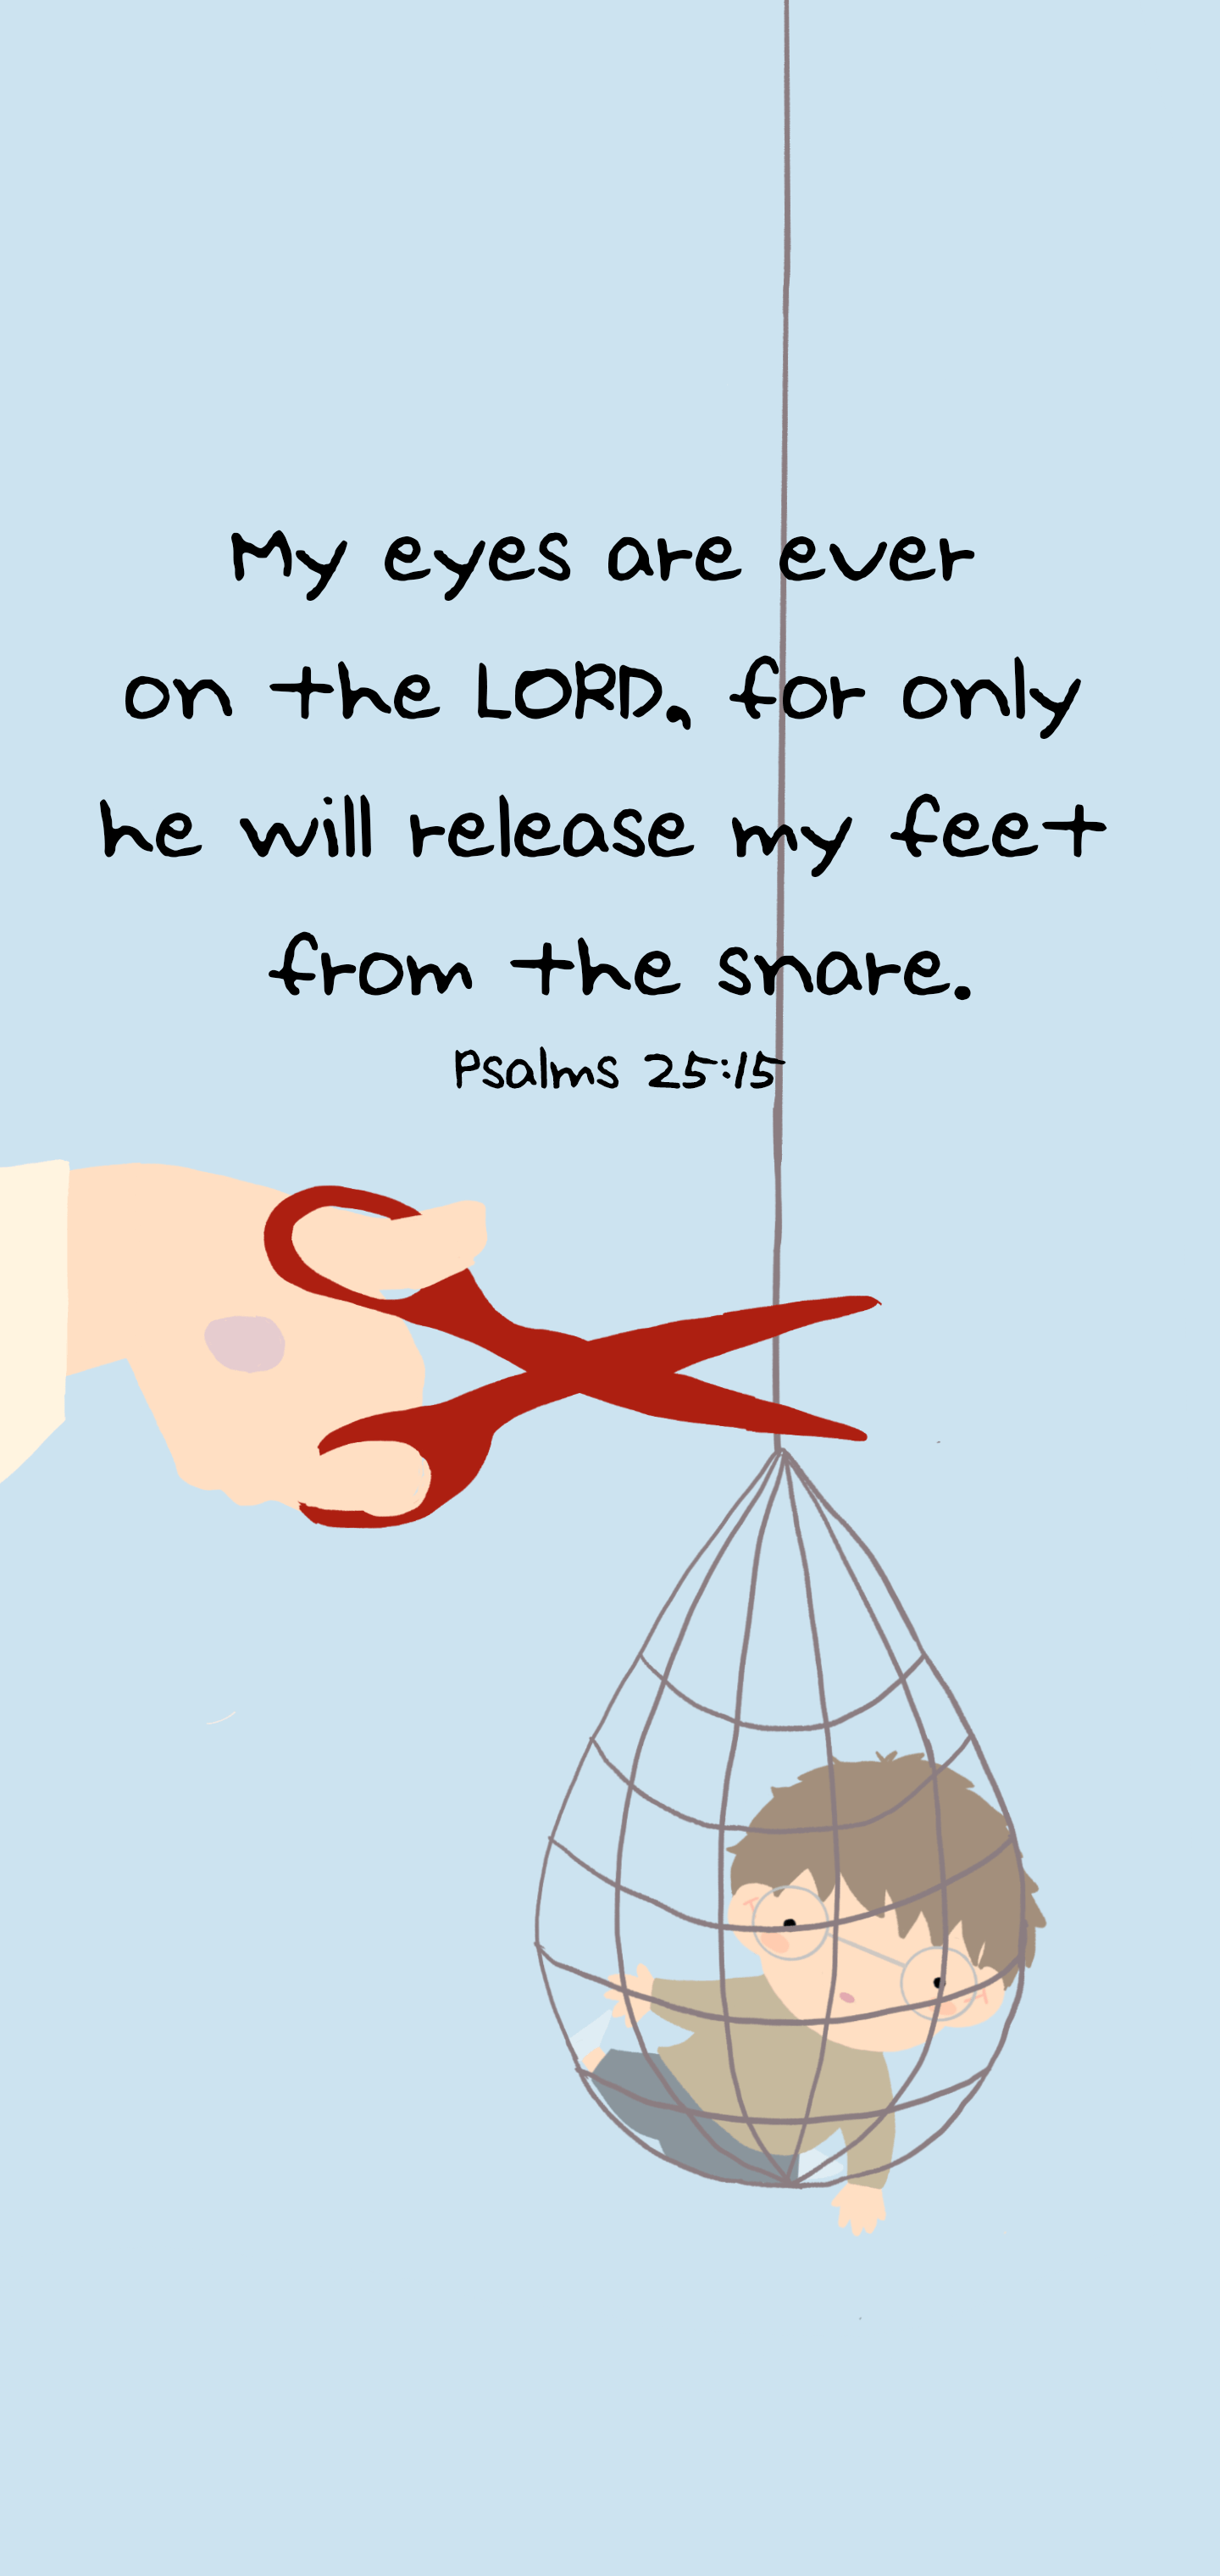 My eyes are ever
on the LORD, for only
he will release my feet
from the snare.
Psalms 25:15